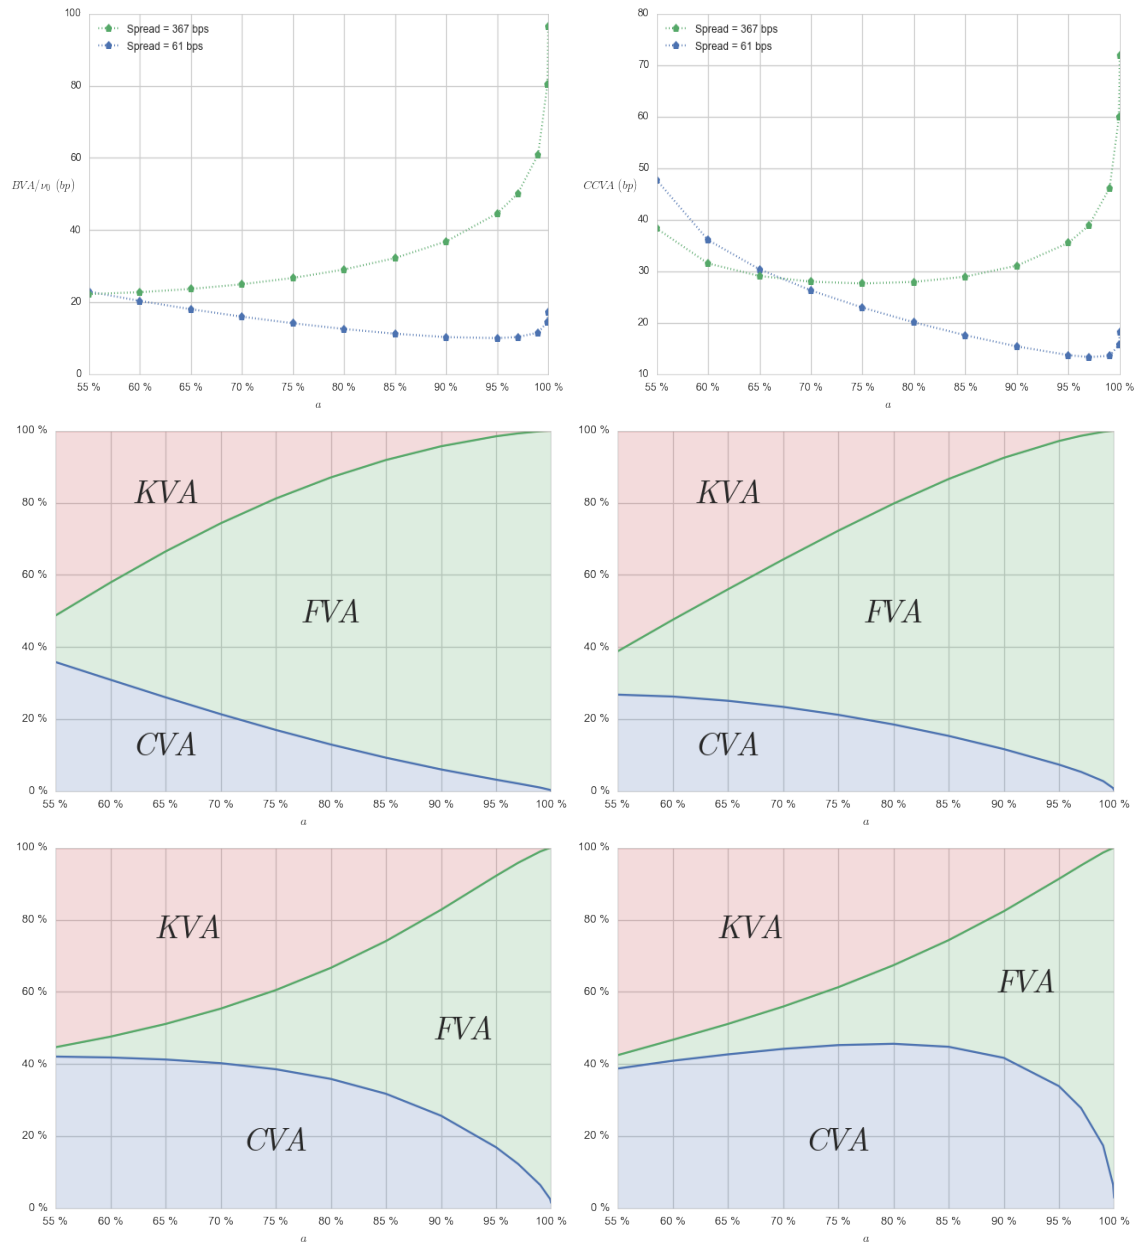 100
80
60
40
20
0
BVA/ν₀ (bp)
Spread = 367 bps
Spread = 61 bps
55 % 60 % 65 % 70 % 75 % 80 % 85 % 90 % 95 % 100 %
a
80
70
60
50
40
30
20
10
CCVA (bp)
Spread = 367 bps
Spread = 61 bps
55 % 60 % 65 % 70 % 75 % 80 % 85 % 90 % 95 % 100 %
a
100 %
80 %
60 %
40 %
20 %
0 %
KVA
FVA
CVA
55 % 60 % 65 % 70 % 75 % 80 % 85 % 90 % 95 % 100 %
a
100 %
80 %
60 %
40 %
20 %
0 %
KVA
FVA
CVA
55 % 60 % 65 % 70 % 75 % 80 % 85 % 90 % 95 % 100 %
a
100 %
80 %
60 %
40 %
20 %
0 %
KVA
FVA
CVA
55 % 60 % 65 % 70 % 75 % 80 % 85 % 90 % 95 % 100 %
a
100 %
80 %
60 %
40 %
20 %
0 %
KVA
FVA
CVA
55 % 60 % 65 % 70 % 75 % 80 % 85 % 90 % 95 % 100 %
a